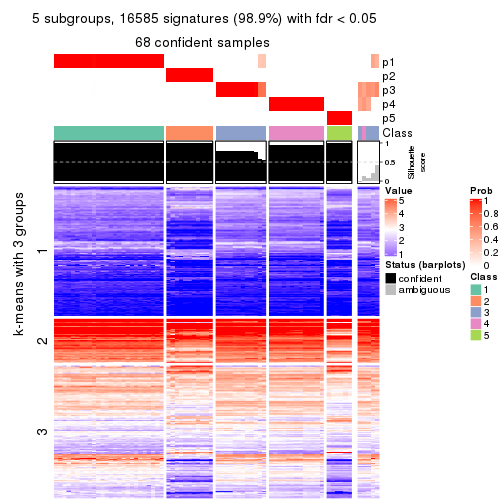 5 subgroups, 16585 signatures (98.9%) with fdr < 0.05
68 confident samples
p1
p2
p3
p4
p5
Class
1
0.5
0
Silhouette
score
k-means with 3 groups
1
2
3
Value
5
4
3
2
1
Status (barplots)
confident
ambiguous
Prob
1
0.8
0.6
0.4
0.2
0
Class
1
2
3
4
5